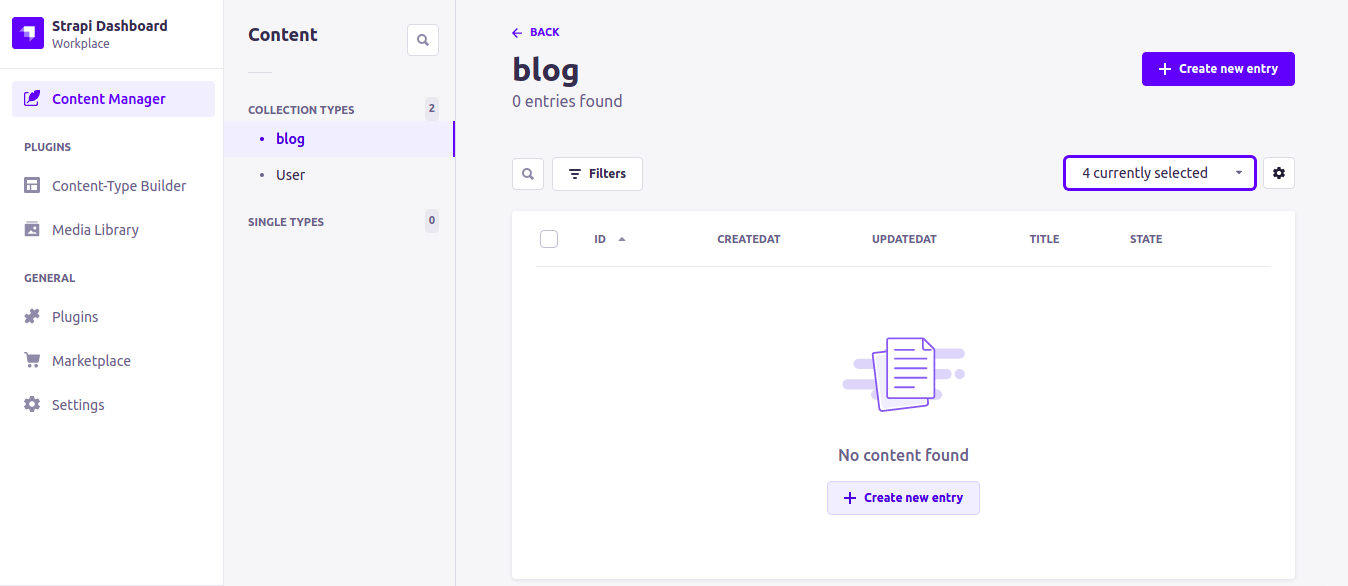 Strapi Dashboard
Workplace
Content Manager
PLUGINS
Content-Type Builder
Media Library
GENERAL
Plugins
Marketplace
Settings
Content
COLLECTION TYPES 2
blog
User
SINGLE TYPES 0
BACK
blog
0 entries found
Create new entry
Filters
4 currently selected
ID CREATEDAT UPDATEDAT TITLE STATE
No content found
Create new entry